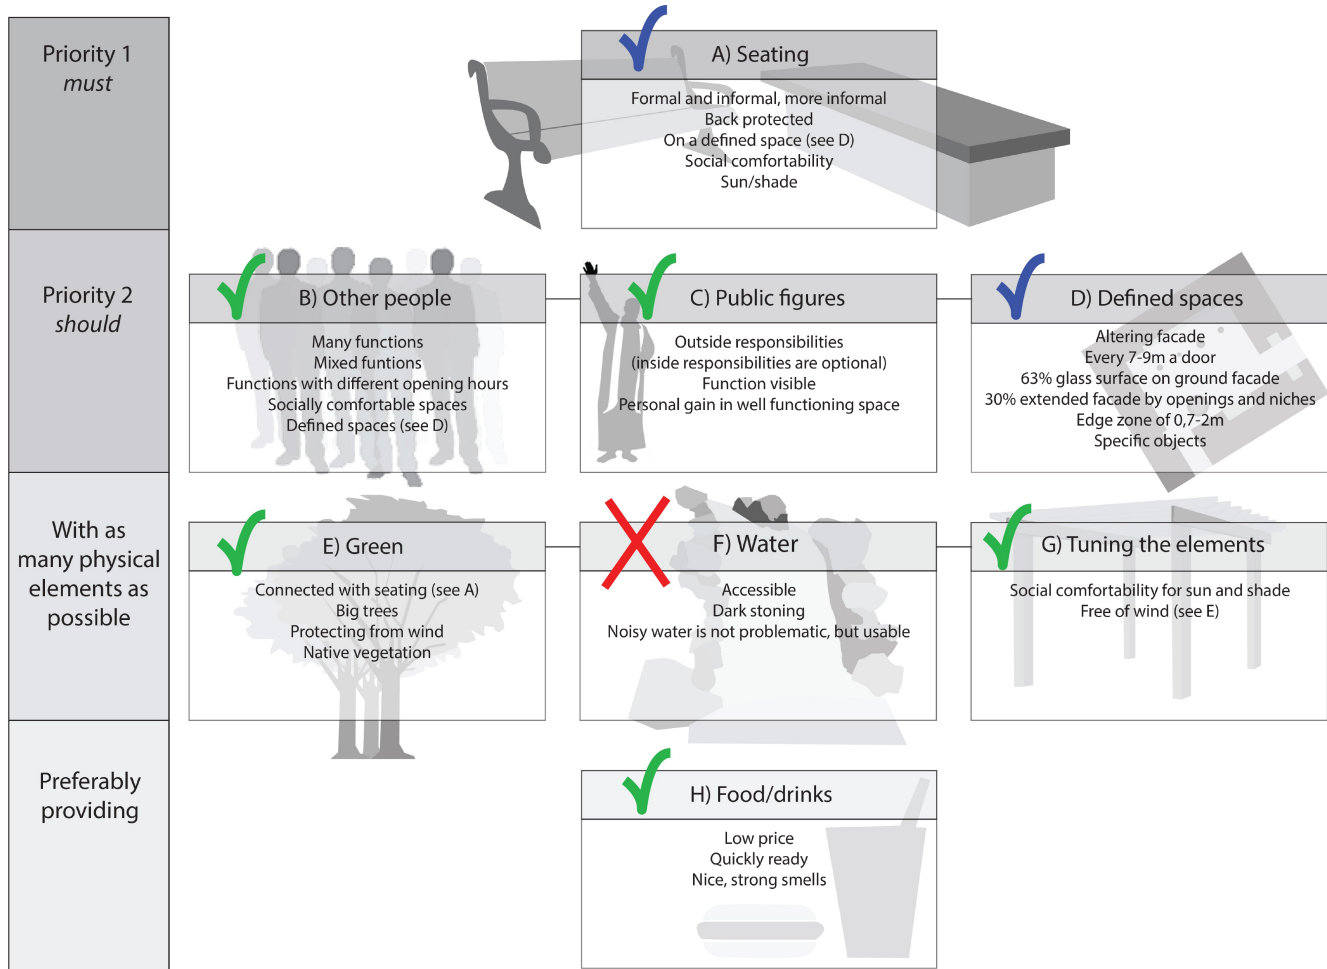 Priority 1
must
A) Seating
Formal and informal, more informal
Back protected
On a defined space (see D)
Social comfortability
Sun/shade
Priority 2
should
B) Other people
Many functions
Mixed funtions
Functions with different opening hours
Socially comfortable spaces
Defined spaces (see D)
C) Public figures
Outside responsibilities
(inside responsibilities are optional)
Function visible
Personal gain in well functioning space
D) Defined spaces
Altering facade
Every 7-9m a door
63% glass surface on ground facade
30% extended facade by openings and niches
Edge zone of 0,7-2m
Specific objects
With as
many physical
elements as
possible
E) Green
Connected with seating (see A)
Big trees
Protecting from wind
Native vegetation
F) Water
Accessible
Dark stoning
Noisy water is not problematic, but usable
G) Tuning the elements
Social comfortability for sun and shade
Free of wind (see E)
Preferably
providing
H) Food/drinks
Low price
Quickly ready
Nice, strong smells